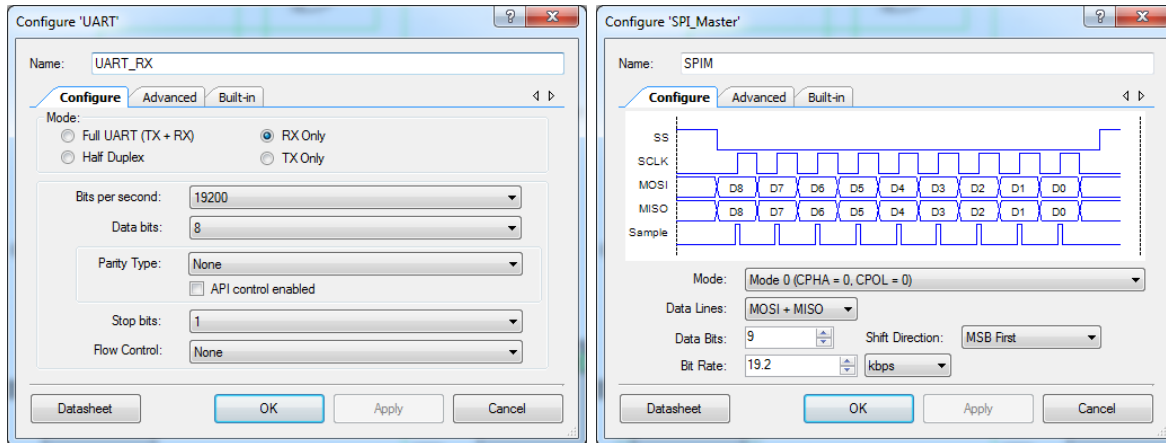 Configure 'UART'
Name: UART_RX
Configure Advanced Built-in
Mode:
Full UART (TX + RX) RX Only
Half Duplex TX Only
Bits per second: 19200
Data bits: 8
Parity Type: None
API control enabled
Stop bits: 1
Flow Control: None
Datasheet OK Apply Cancel
Configure 'SPI_Master'
Name: SPIM
Configure Advanced Built-in
SS
SCLK
MOSI D8 D7 D6 D5 D4 D3 D2 D1 D0
MISO D8 D7 D6 D5 D4 D3 D2 D1 D0
Sample
Mode: Mode 0 (CPHA = 0, CPOL = 0)
Data Lines: MOSI + MISO
Data Bits: 9 Shift Direction: MSB First
Bit Rate: 19.2 kbps
Datasheet OK Apply Cancel